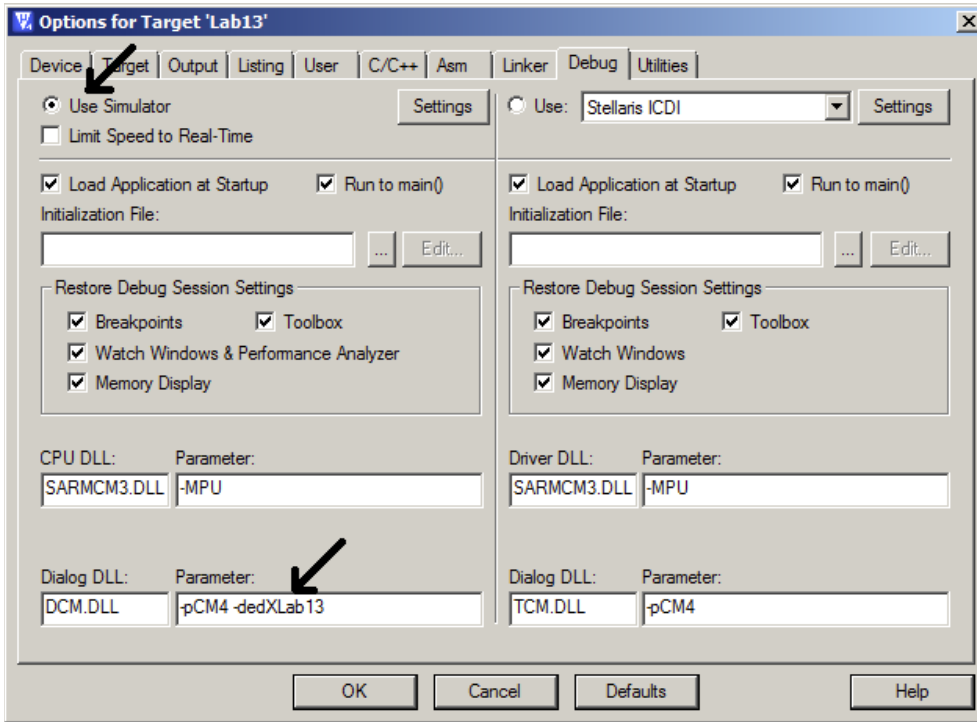 Options for Target 'Lab13'
Device Target Output Listing User C/C++ Asm Linker Debug Utilities
Use Simulator Settings
Limit Speed to Real-Time
Use: Stellaris ICDI Settings
Load Application at Startup Run to main()
Initialization File:
... Edit...
Restore Debug Session Settings
Breakpoints Toolbox
Watch Windows & Performance Analyzer
Memory Display
CPU DLL: Parameter:
SARMCM3.DLL -MPU
Dialog DLL: Parameter:
DCM.DLL -pCM4 -dedXLab13
Load Application at Startup Run to main()
Initialization File:
... Edit...
Restore Debug Session Settings
Breakpoints Toolbox
Watch Windows
Memory Display
Driver DLL: Parameter:
SARMCM3.DLL -MPU
Dialog DLL: Parameter:
TCM.DLL -pCM4
OK Cancel Defaults Help